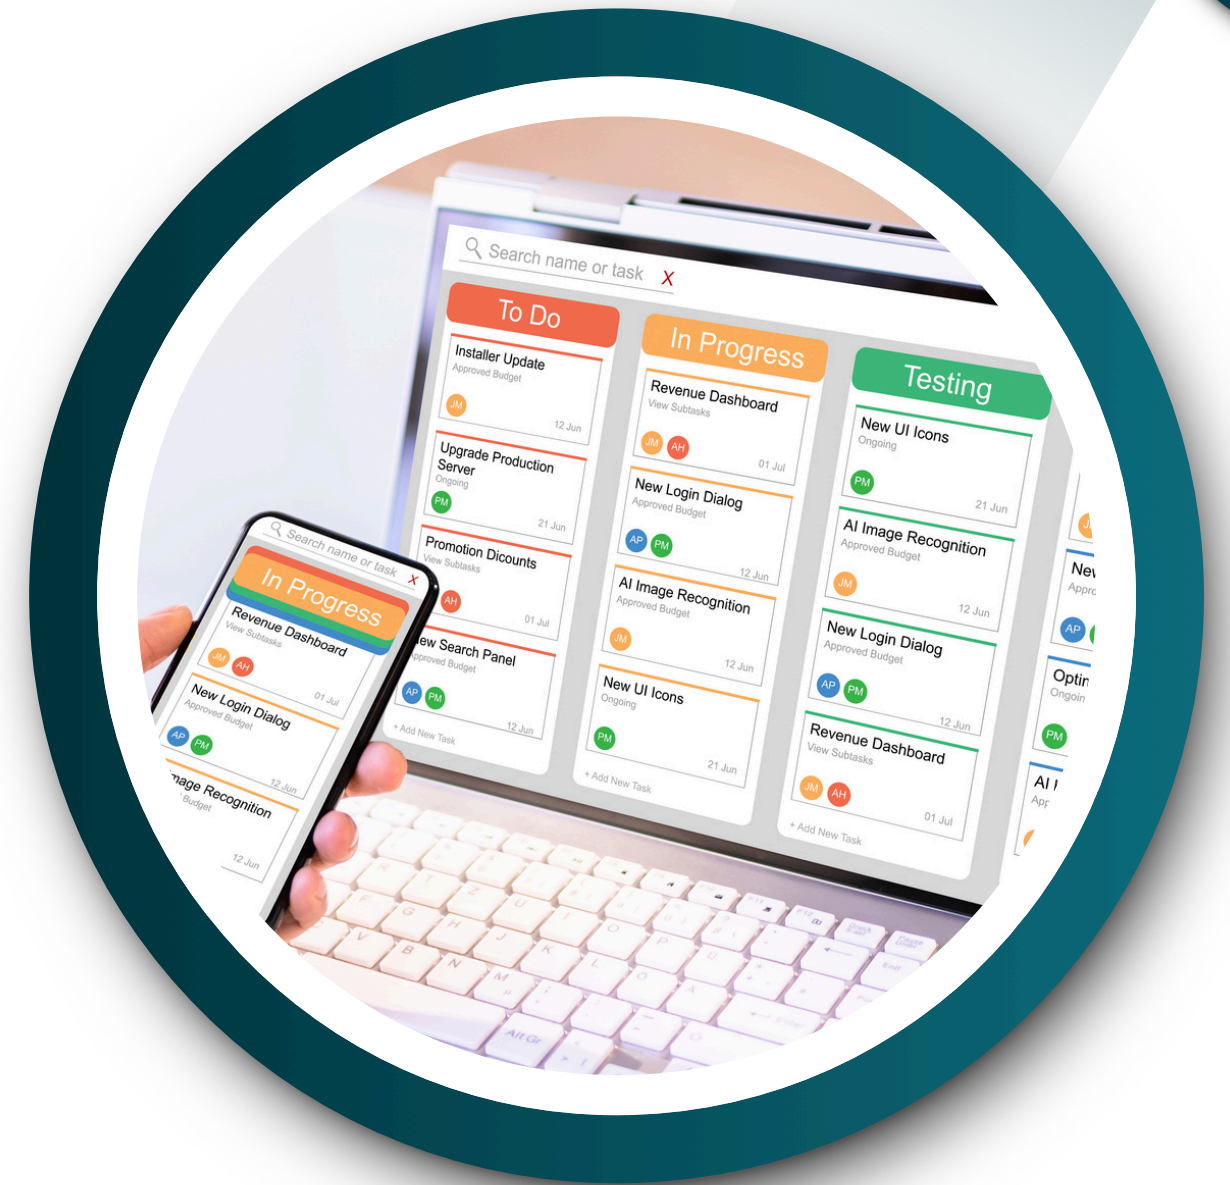 Search name or task X
To Do
Installer Update
Approved Budget
JM
12 Jun
Upgrade Production
Server
Ongoing
PM
21 Jun
Promotion Dicounts
View Subtasks
AH
01 Jul
Search Panel
Approved Budget
AP PM
12 Jun
+ Add New Task
In Progress
Revenue Dashboard
View Subtasks
JM AH
01 Jul
New Login Dialog
Approved Budget
AP PM
12 Jun
AI Image Recognition
Approved Budget
JM
12 Jun
New UI Icons
Ongoing
PM
21 Jun
+ Add New Task
Testing
New UI Icons
Ongoing
PM
21 Jun
AI Image Recognition
Approved Budget
JM
12 Jun
New Login Dialog
Approved Budget
AP PM
12 Jun
Revenue Dashboard
View Subtasks
JM AH
01 Jul
+ Add New Task
AP
PM
AI
Search name or task X
In Progress
Revenue Dashboard
View Subtasks
JM AH
01 Jul
New Login Dialog
Approved Budget
AP PM
12 Jun
Recognition
Budget
12 Jun
Alt Gr